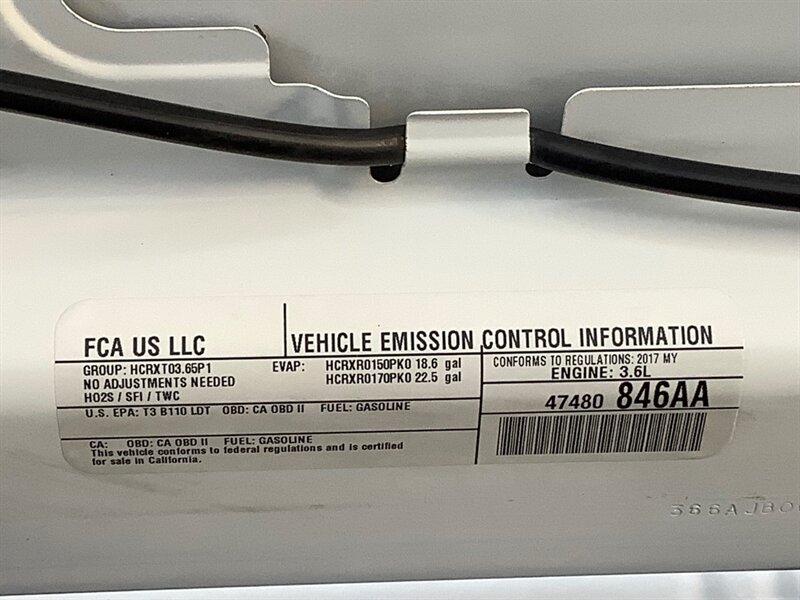 FCA US LLC
VEHICLE EMISSION CONTROL INFORMATION
GROUP: HCRXT03.65P1
NO ADJUSTMENTS NEEDED
HO2S / SFI / TWC
EVAP: HCRXR0150PK0 18.6 gal
HCRXR0170PK0 22.5 gal
CONFORMS TO REGULATIONS: 2017 MY
ENGINE: 3.6L
U.S. EPA: T3 B110 LDT OBD: CA OBD II FUEL: GASOLINE
47480 846AA
CA: OBD: CA OBD II FUEL: GASOLINE
This vehicle conforms to federal regulations and is certified
for sale in California.